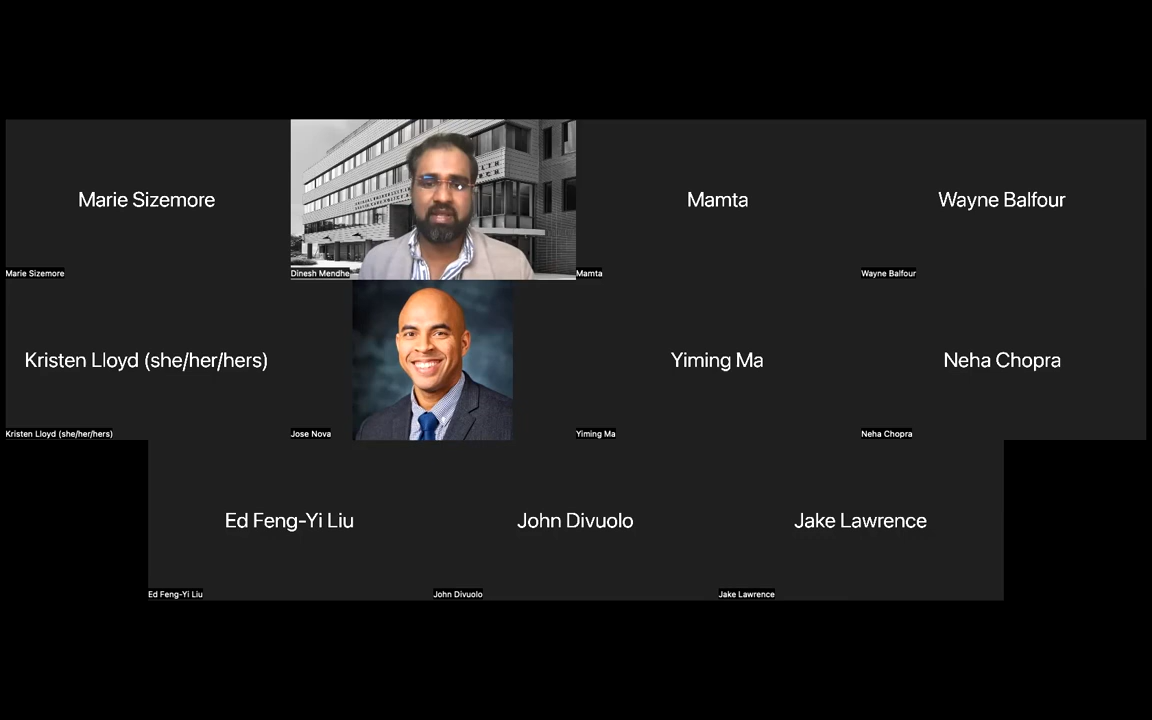 Marie Sizemore
Mamta
Wayne Balfour
Marie Sizemore
Dinesh Mendhe
Mamta
Wayne Balfour
Kristen Lloyd (she/her/hers)
Yiming Ma
Neha Chopra
Kristen Lloyd (she/her/hers)
Jose Nova
Yiming Ma
Neha Chopra
Ed Feng-Yi Liu
John Divuolo
Jake Lawrence
Ed Feng-Yi Liu
John Divuolo
Jake Lawrence